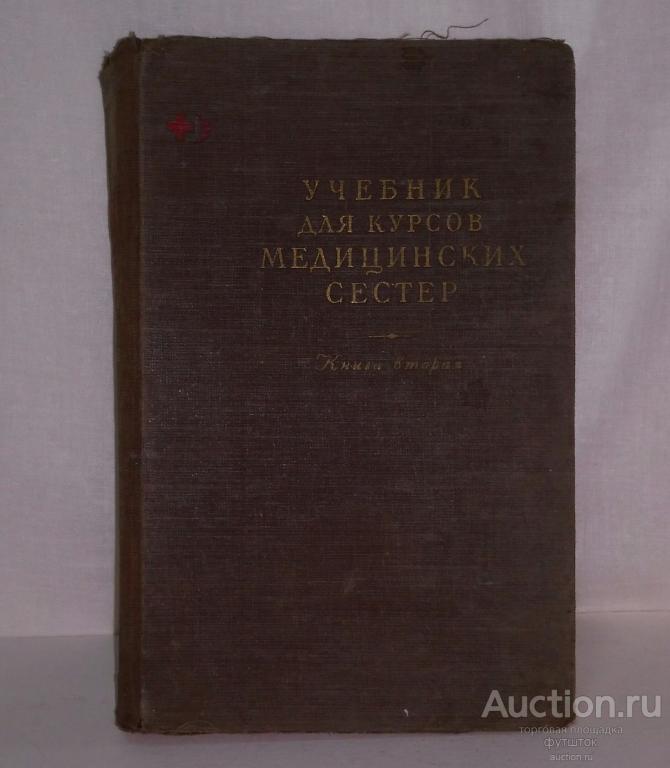 УЧЕБНИК
ДЛЯ КУРСОВ
МЕДИЦИНСКИХ
СЕСТЕР
Книга вторая
Auction.ru
торговая площадка
ФУТШТОК
auction.ru